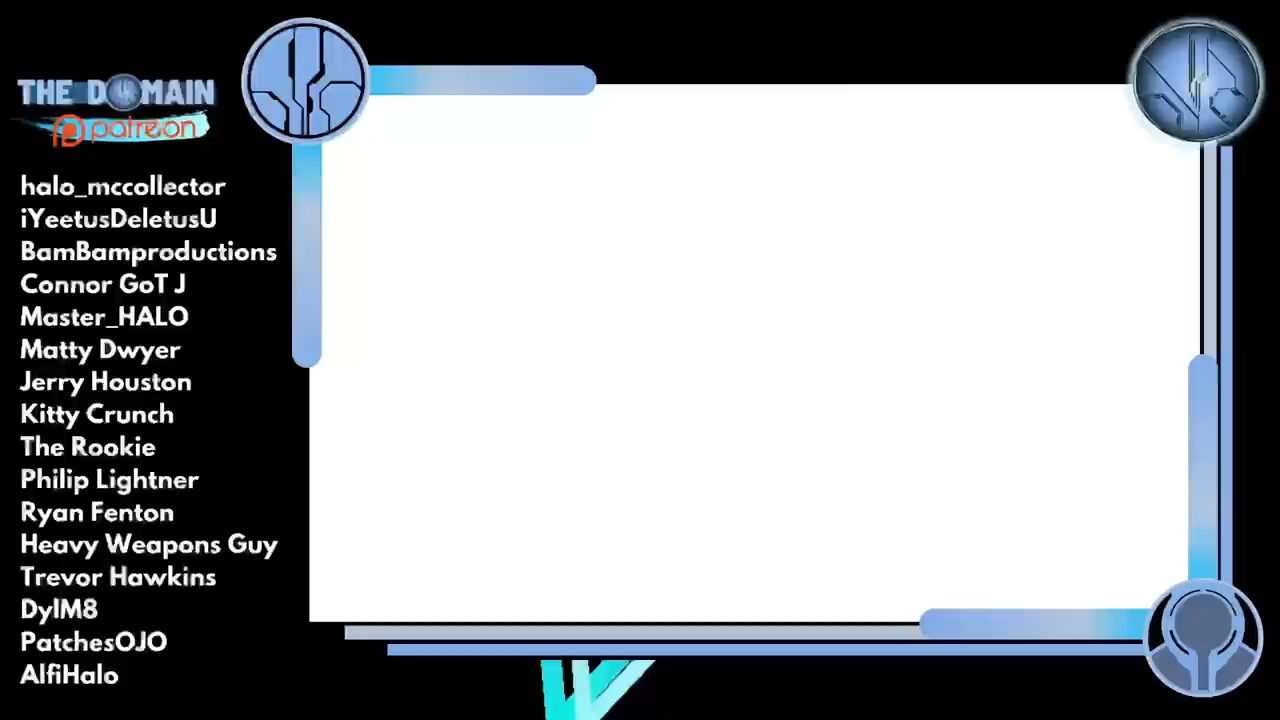 THE DOMAIN
patreon
halo_mccollector
iYeetusDeletusU
BamBamproductions
Connor GoT J
Master_HALO
Matty Dwyer
Jerry Houston
Kitty Crunch
The Rookie
Philip Lightner
Ryan Fenton
Heavy Weapons Guy
Trevor Hawkins
DylM8
PatchesOJO
AlfiHalo